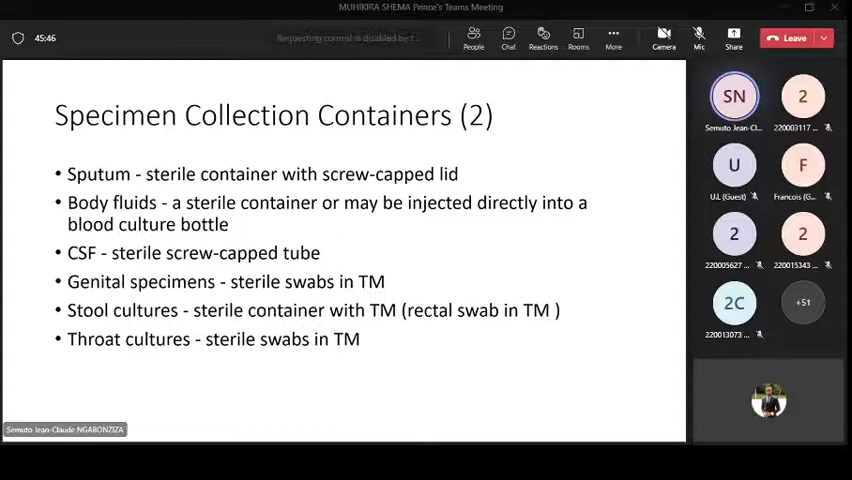 MUHIKIRA SHEMA Prince's Teams Meeting
45:46
Requesting control is disabled by t...
People
Chat
Reactions
Rooms
More
Camera
Mic
Share
Leave
Specimen Collection Containers (2)
• Sputum - sterile container with screw-capped lid
• Body fluids - a sterile container or may be injected directly into a
blood culture bottle
• CSF - sterile screw-capped tube
• Genital specimens - sterile swabs in TM
• Stool cultures - sterile container with TM (rectal swab in TM )
• Throat cultures - sterile swabs in TM
SN
2
Semuto Jean-Cl...
220003117 ...
U
F
U.L (Guest)
Francois (G...
2
2
220005627 ...
220015343 ...
2C
+51
220013073 ...
Semuto Jean-Claude NGABONZIZA